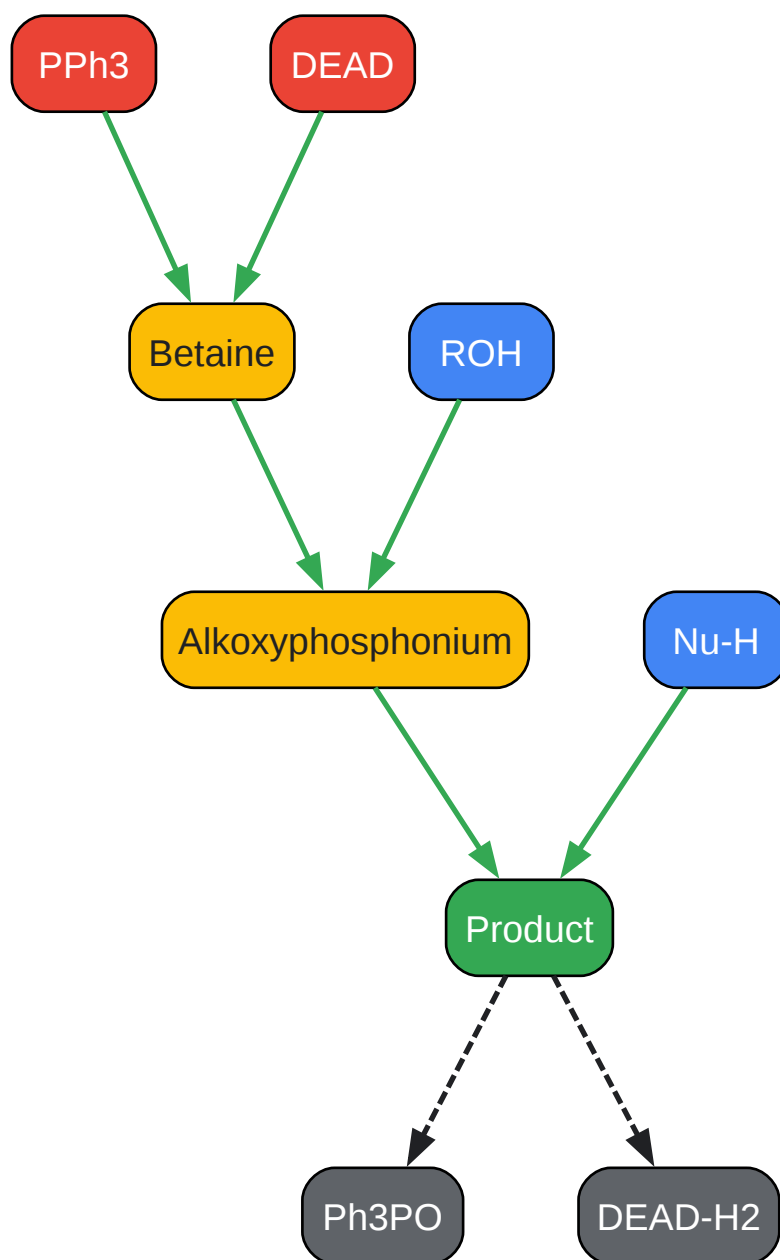 PPh3
DEAD
Betaine
ROH
Alkoxyphosphonium
Nu-H
Product
Ph3PO
DEAD-H2